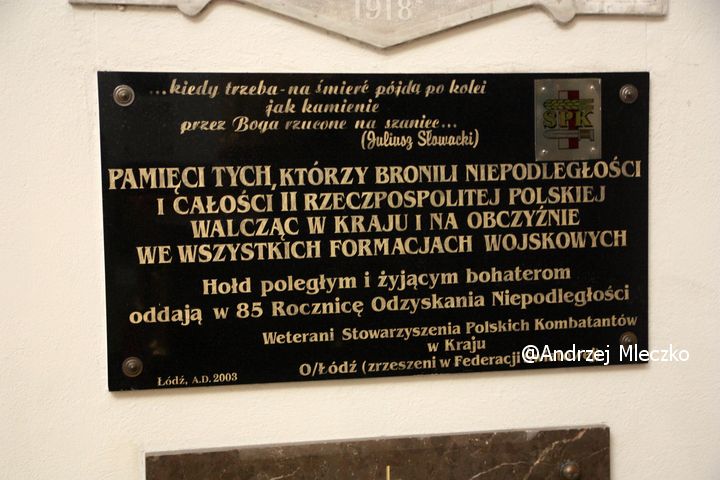 1918
...kiedy trzeba - na śmierć pójdą po kolei
jak kamienie
przez Boga rzucone na szaniec...
(Juliusz Słowacki)
SPK
PAMIĘCI TYCH, KTÓRZY BRONILI NIEPODLEGŁOŚCI
I CAŁOŚCI II RZECZPOSPOLITEJ POLSKIEJ
WALCZĄC W KRAJU I NA OBCZYŹNIE
WE WSZYSTKICH FORMACJACH WOJSKOWYCH
Hołd poległym i żyjącym bohaterom
oddają w 85 Rocznicę Odzyskania Niepodległości
Weterani Stowarzyszenia Polskich Kombatantów
w Kraju
O/Łódź (zrzeszeni w Federacji
@Andrzej Mleczko
Łódź, A.D. 2003